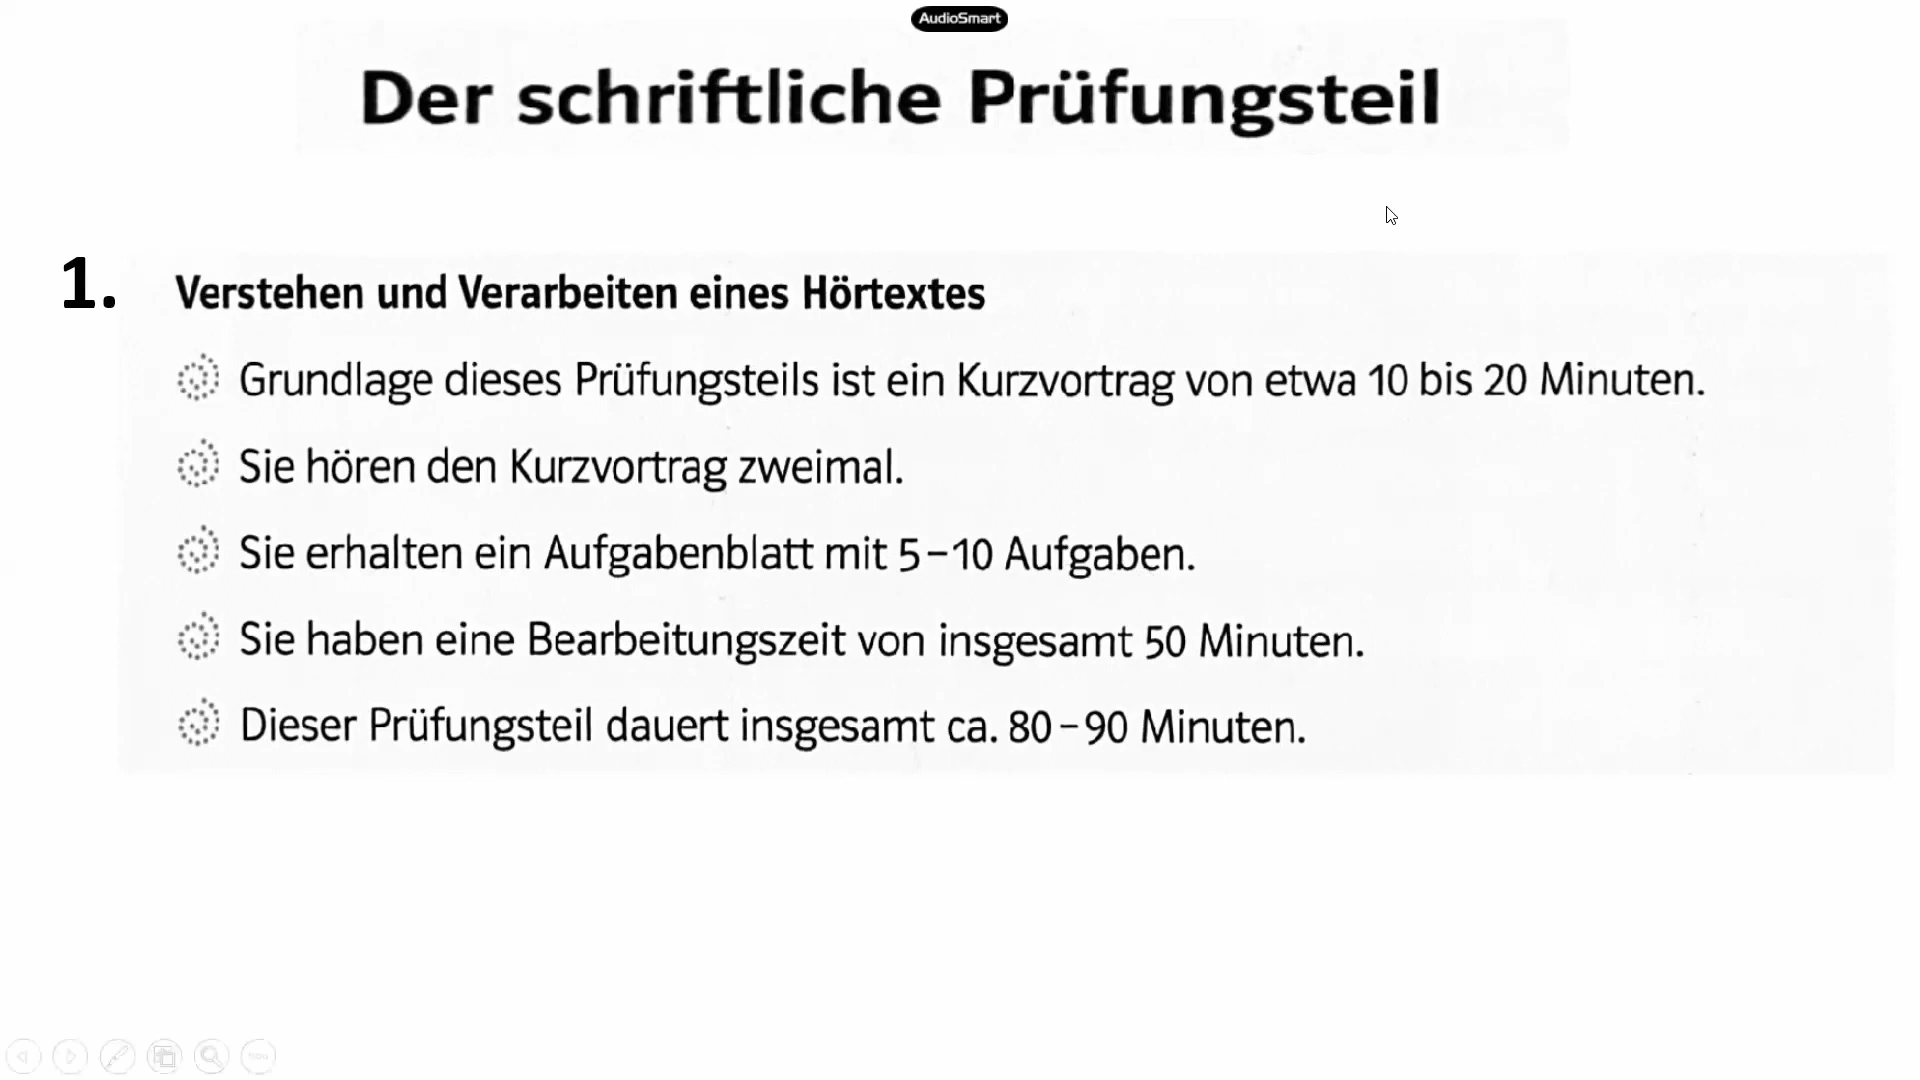 AudioSmart
Der schriftliche Prüfungsteil
1. Verstehen und Verarbeiten eines Hörtextes
Grundlage dieses Prüfungsteils ist ein Kurzvortrag von etwa 10 bis 20 Minuten.
Sie hören den Kurzvortrag zweimal.
Sie erhalten ein Aufgabenblatt mit 5–10 Aufgaben.
Sie haben eine Bearbeitungszeit von insgesamt 50 Minuten.
Dieser Prüfungsteil dauert insgesamt ca. 80–90 Minuten.